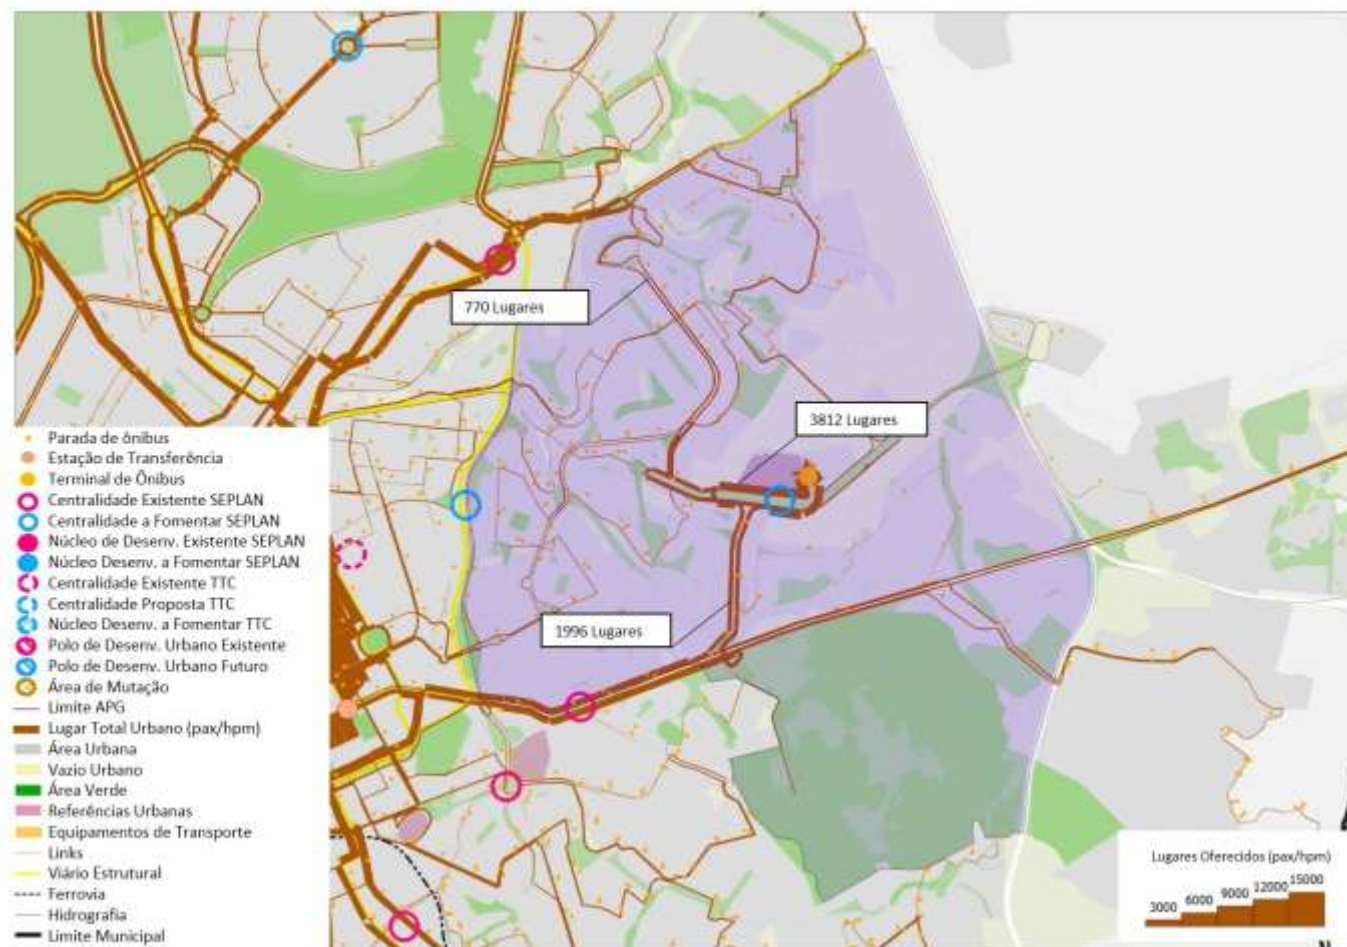 770 Lugares
3812 Lugares
1996 Lugares
Parada de ônibus
Estação de Transferência
Terminal de Ônibus
Centralidade Existente SEPLAN
Centralidade a Fomentar SEPLAN
Núcleo de Desenv. Existente SEPLAN
Núcleo Desenv. a Fomentar SEPLAN
Centralidade Existente TTC
Centralidade Proposta TTC
Núcleo Desenv. a Fomentar TTC
Polo de Desenv. Urbano Existente
Polo de Desenv. Urbano Futuro
Área de Mutação
Limite APG
Lugar Total Urbano (pax/hpm)
Área Urbana
Vazio Urbano
Área Verde
Referências Urbanas
Equipamentos de Transporte
Links
Viário Estrutural
Ferrovia
Hidrografia
Limite Municipal
Lugares Oferecidos (pax/hpm)
3000 6000 9000 12000 15000